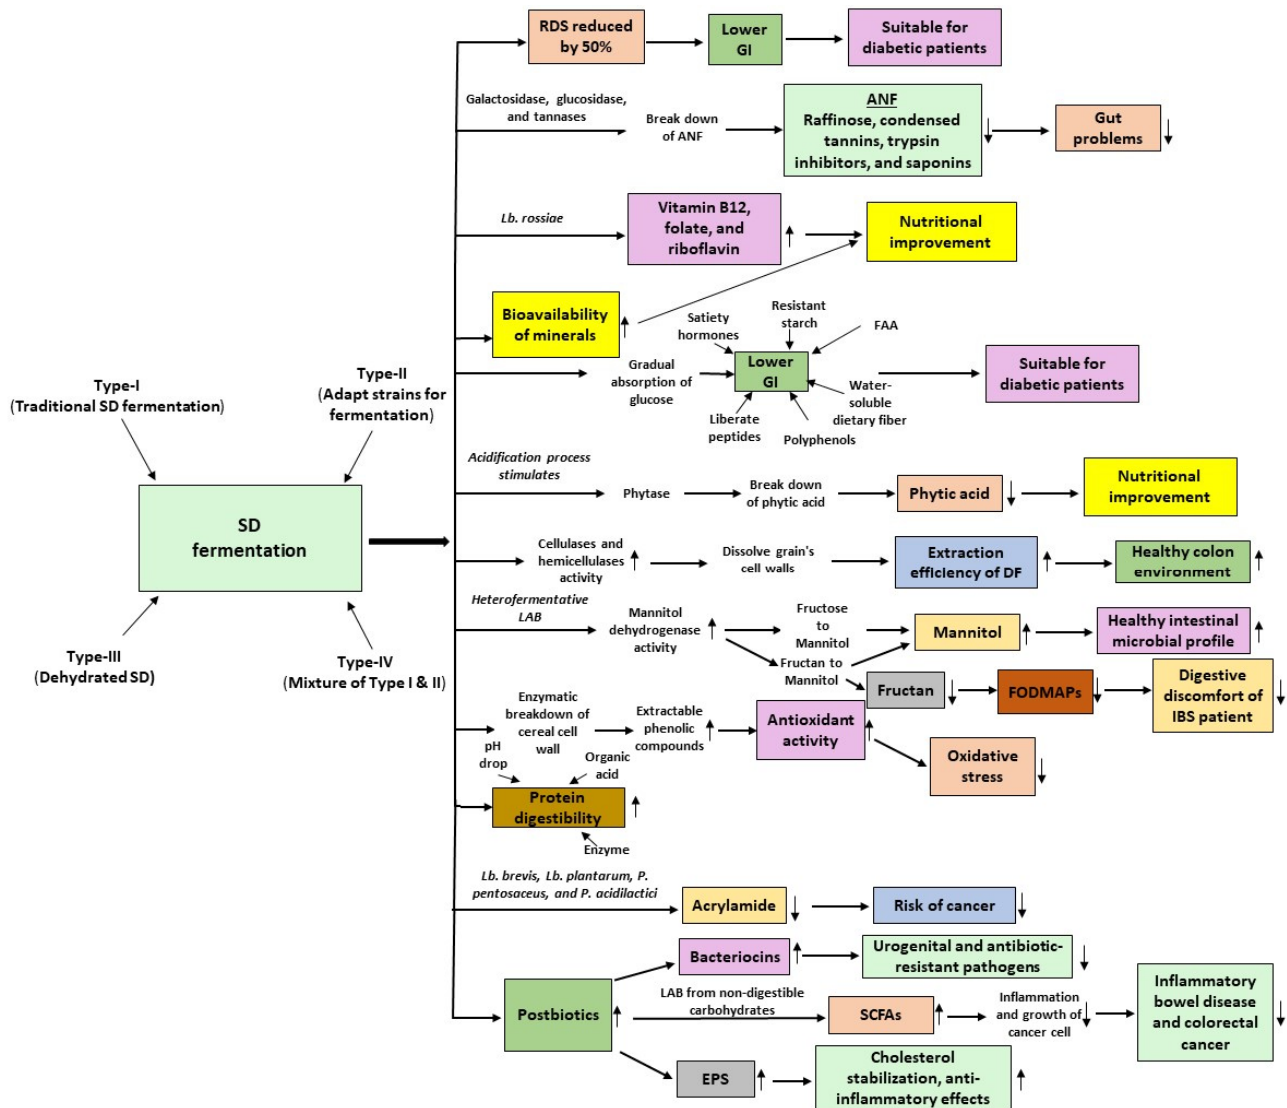 RDS reduced
by 50%
Lower
GI
Suitable for
diabetic patients
Galactosidase, glucosidase,
and tannases
Break down
of ANF
ANF
Raffinose, condensed
tannins, trypsin
inhibitors, and saponins
Gut
problems
Lb. rossiae
Vitamin B12,
folate, and
riboflavin
Nutritional
improvement
Bioavailability
of minerals
Satiety
hormones
Resistant
starch
FAA
Gradual
absorption of
glucose
Lower
GI
Water-
soluble
dietary fiber
Liberate
peptides
Polyphenols
Suitable for
diabetic patients
Type-I
(Traditional SD fermentation)
Type-II
(Adapt strains for
fermentation)
SD
fermentation
Type-III
(Dehydrated SD)
Type-IV
(Mixture of Type I & II)
Acidification process
stimulates
Phytase
Break down
of phytic acid
Phytic acid
Nutritional
improvement
Cellulases and
hemicellulases
activity
Dissolve grain's
cell walls
Extraction
efficiency of DF
Healthy colon
environment
Heterofermentative
LAB
Mannitol
dehydrogenase
activity
Fructose
to
Mannitol
Mannitol
Healthy intestinal
microbial profile
Fructan to
Mannitol
Fructan
FODMAPs
Digestive
discomfort of
IBS patient
Enzymatic
breakdown of
cereal cell
wall
Extractable
phenolic
compounds
Antioxidant
activity
Oxidative
stress
pH
drop
Organic
acid
Protein
digestibility
Enzyme
Lb. brevis, Lb. plantarum, P.
pentosaceus, and P. acidilactici
Acrylamide
Risk of cancer
Postbiotics
Bacteriocins
Urogenital and antibiotic-
resistant pathogens
LAB from non-digestible
carbohydrates
SCFAs
Inflammation
and growth of
cancer cell
Inflammatory
bowel disease
and colorectal
cancer
EPS
Cholesterol
stabilization, anti-
inflammatory effects